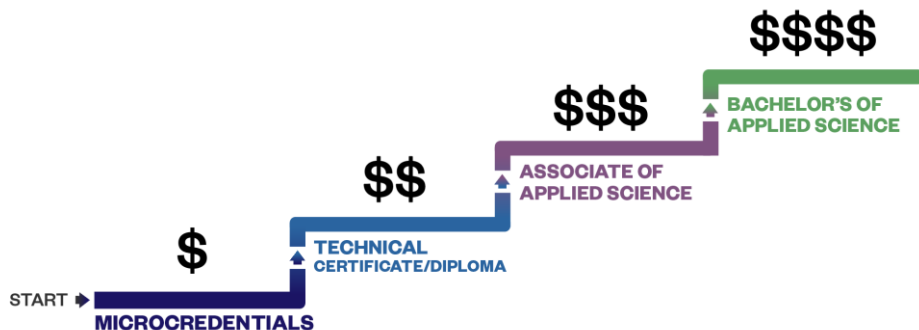 $$$$
BACHELOR'S OF
APPLIED SCIENCE
$$$
ASSOCIATE OF
APPLIED SCIENCE
$$
TECHNICAL
CERTIFICATE/DIPLOMA
$
START
MICROCREDENTIALS